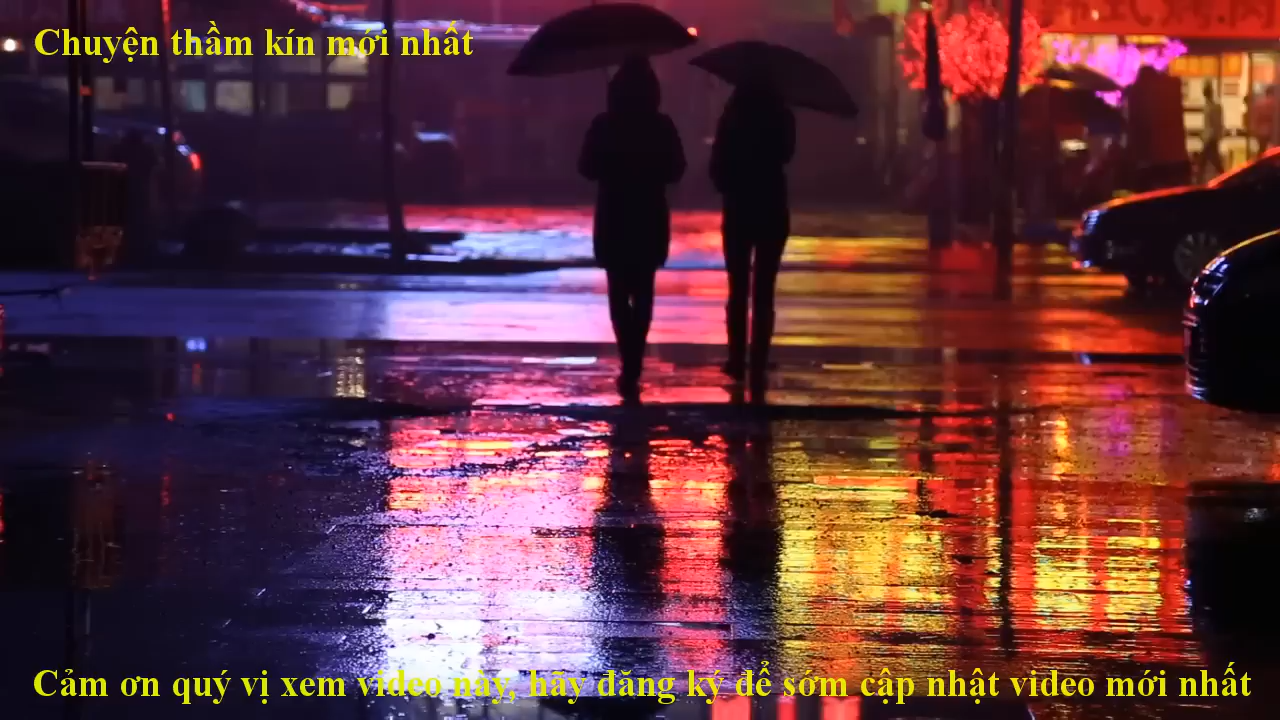 Chuyện thầm kín mới nhất
Cảm ơn quý vị xem video này, hãy đăng ký để sớm cập nhật video mới nhất